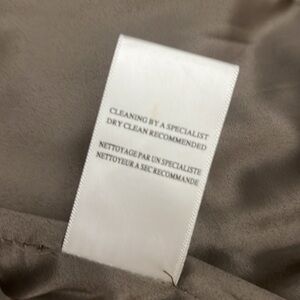 CLEANING BY A SPECIALIST
DRY CLEAN RECOMMENDED
NETTOYAGE PAR UN SPECIALISTE
NETTOYEUR A SEC RECOMMANDE